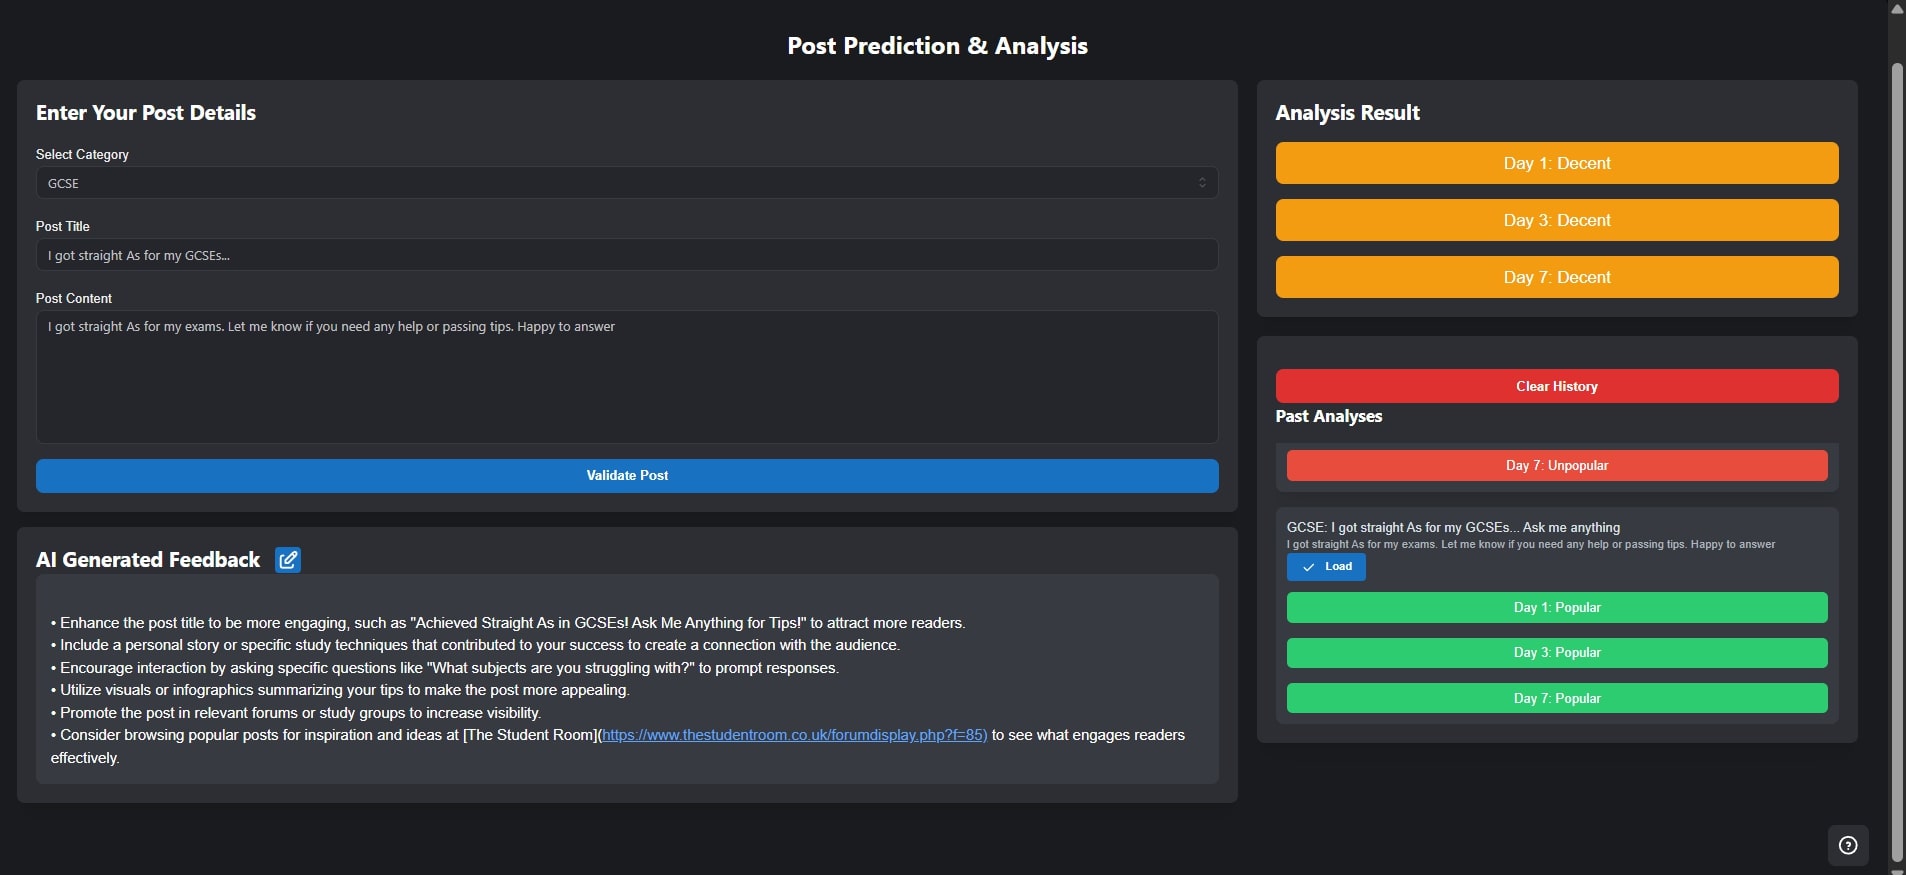 Post Prediction & Analysis
Enter Your Post Details
Select Category
GCSE
Post Title
I got straight As for my GCSEs...
Post Content
I got straight As for my exams. Let me know if you need any help or passing tips. Happy to answer
Validate Post
AI Generated Feedback
• Enhance the post title to be more engaging, such as "Achieved Straight As in GCSEs! Ask Me Anything for Tips!" to attract more readers.
• Include a personal story or specific study techniques that contributed to your success to create a connection with the audience.
• Encourage interaction by asking specific questions like "What subjects are you struggling with?" to prompt responses.
• Utilize visuals or infographics summarizing your tips to make the post more appealing.
• Promote the post in relevant forums or study groups to increase visibility.
• Consider browsing popular posts for inspiration and ideas at [The Student Room](https://www.thestudentroom.co.uk/forumdisplay.php?f=85) to see what engages readers
effectively.
Analysis Result
Day 1: Decent
Day 3: Decent
Day 7: Decent
Clear History
Past Analyses
Day 7: Unpopular
GCSE: I got straight As for my GCSEs... Ask me anything
I got straight As for my exams. Let me know if you need any help or passing tips. Happy to answer
Load
Day 1: Popular
Day 3: Popular
Day 7: Popular